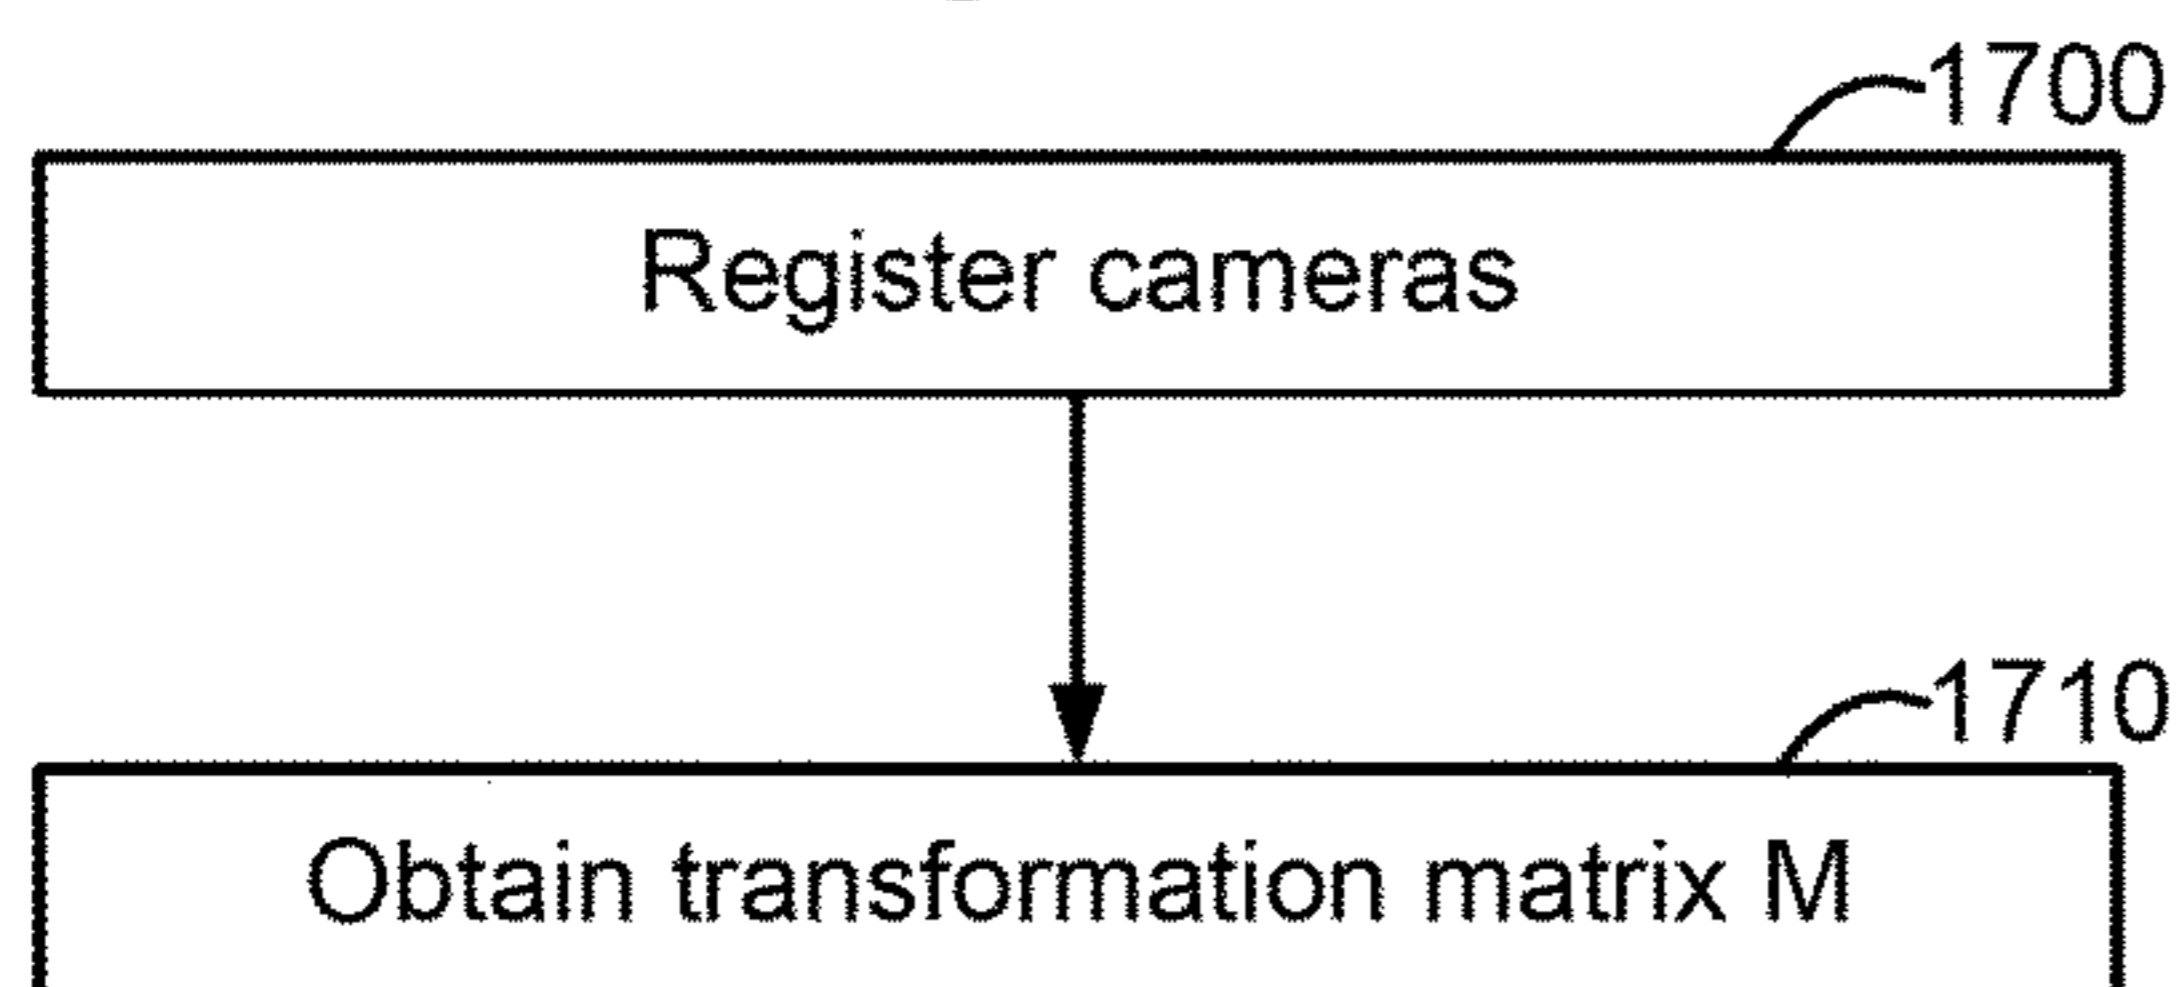 1700
Register cameras
1710
Obtain transformation matrix M